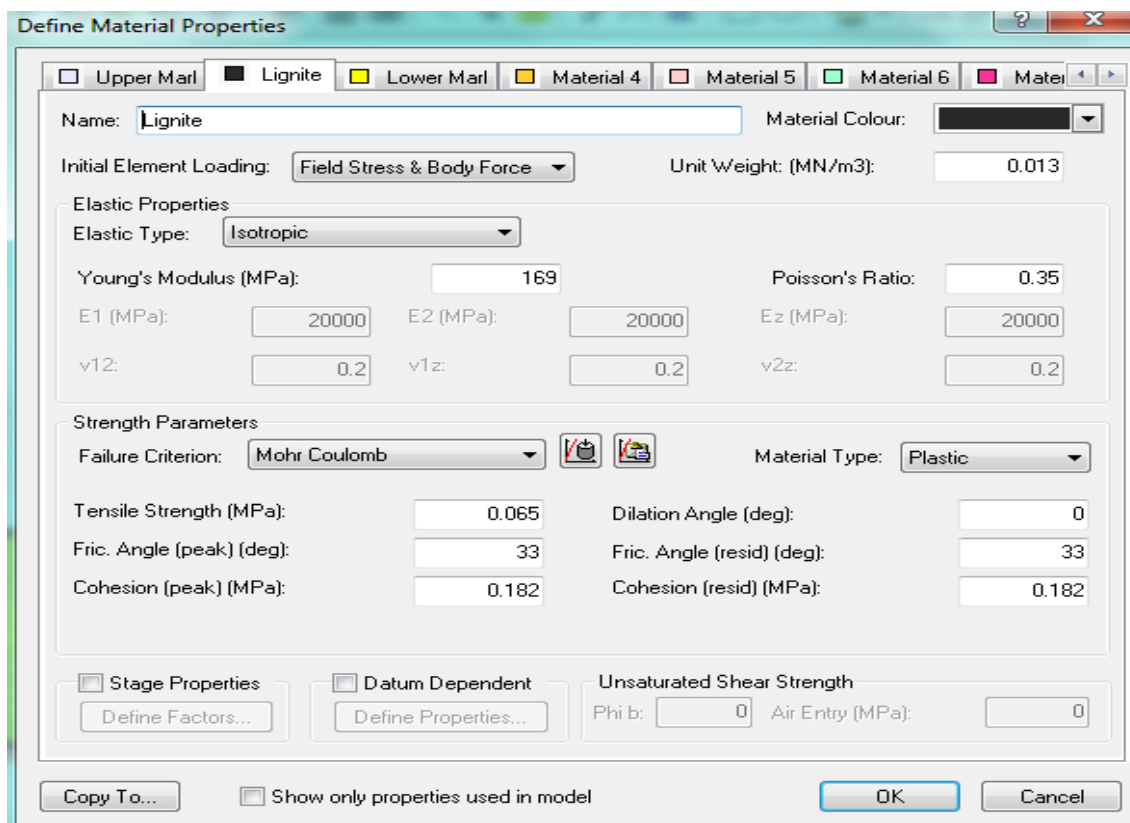 Define Material Properties
Upper Marl Lignite Lower Marl Material 4 Material 5 Material 6
Name: Lignite Material Colour:
Initial Element Loading: Field Stress & Body Force Unit Weight: (MN/m3): 0.013
Elastic Properties
Elastic Type: Isotropic
Young's Modulus (MPa): 169 Poisson's Ratio: 0.35
E1 (MPa): 20000 E2 (MPa): 20000 Ez (MPa): 20000
v12: 0.2 v1z: 0.2 v2z: 0.2
Strength Parameters
Failure Criterion: Mohr Coulomb Material Type: Plastic
Tensile Strength (MPa): 0.065 Dilation Angle (deg): 0
Fric. Angle (peak) (deg): 33 Fric. Angle (resid) (deg): 33
Cohesion (peak) (MPa): 0.182 Cohesion (resid) (MPa): 0.182
Stage Properties Datum Dependent Unsaturated Shear Strength
Define Factors... Define Properties... Phi b: 0 Air Entry (MPa): 0
Copy To... Show only properties used in model OK Cancel